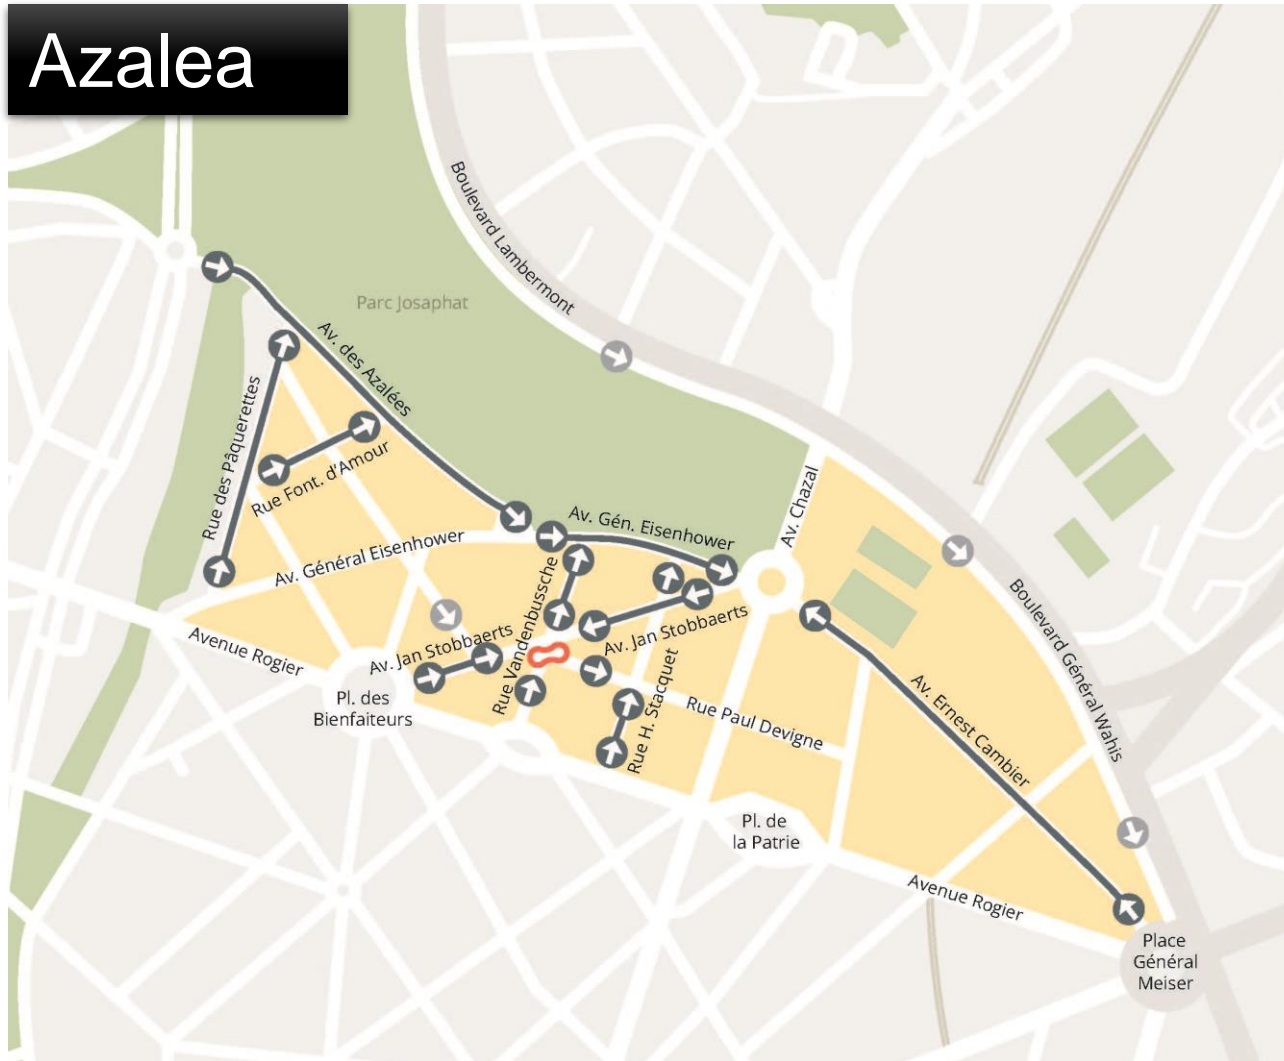 Azalea
Boulevard Lambermont
Parc Josaphat
Av. des Azalées
Rue des Pâquerettes
Rue Font. d'Amour
Av. Chazal
Av. Gén. Eisenhower
Av. Général Eisenhower
Rue Vandenbussche
Boulevard Général Wahis
Av. Jan Stobbaerts
Av. Jan Stobbaerts
Avenue Rogier
Pl. des
Bienfaiteurs
Rue H. Stacquet
Rue Paul Devigne
Av. Ernest Cambier
Pl. de
la Patrie
Avenue Rogier
Place
Général
Meiser